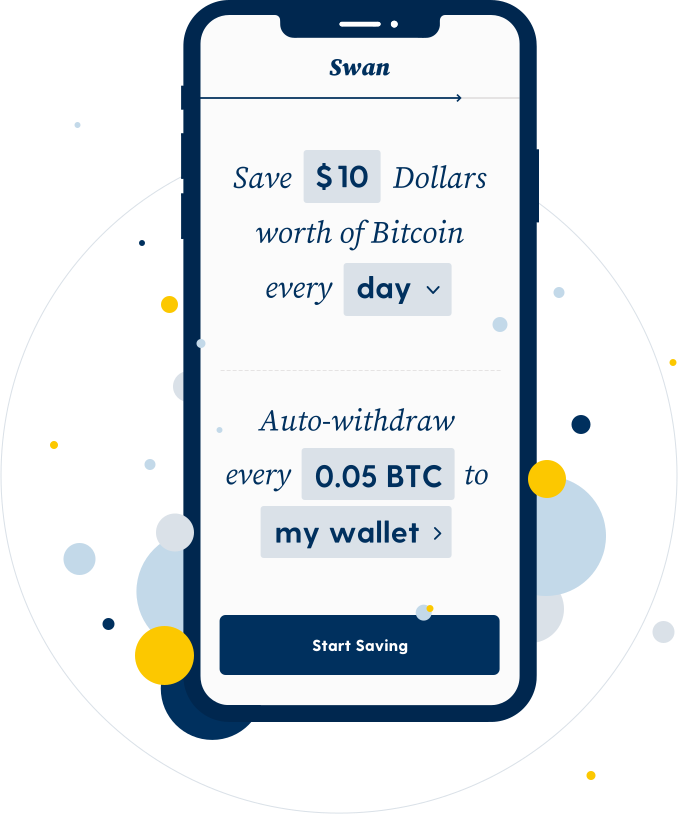 Swan
Save $10 Dollars
worth of Bitcoin
every day
Auto-withdraw
every 0.05 BTC to
my wallet
Start Saving